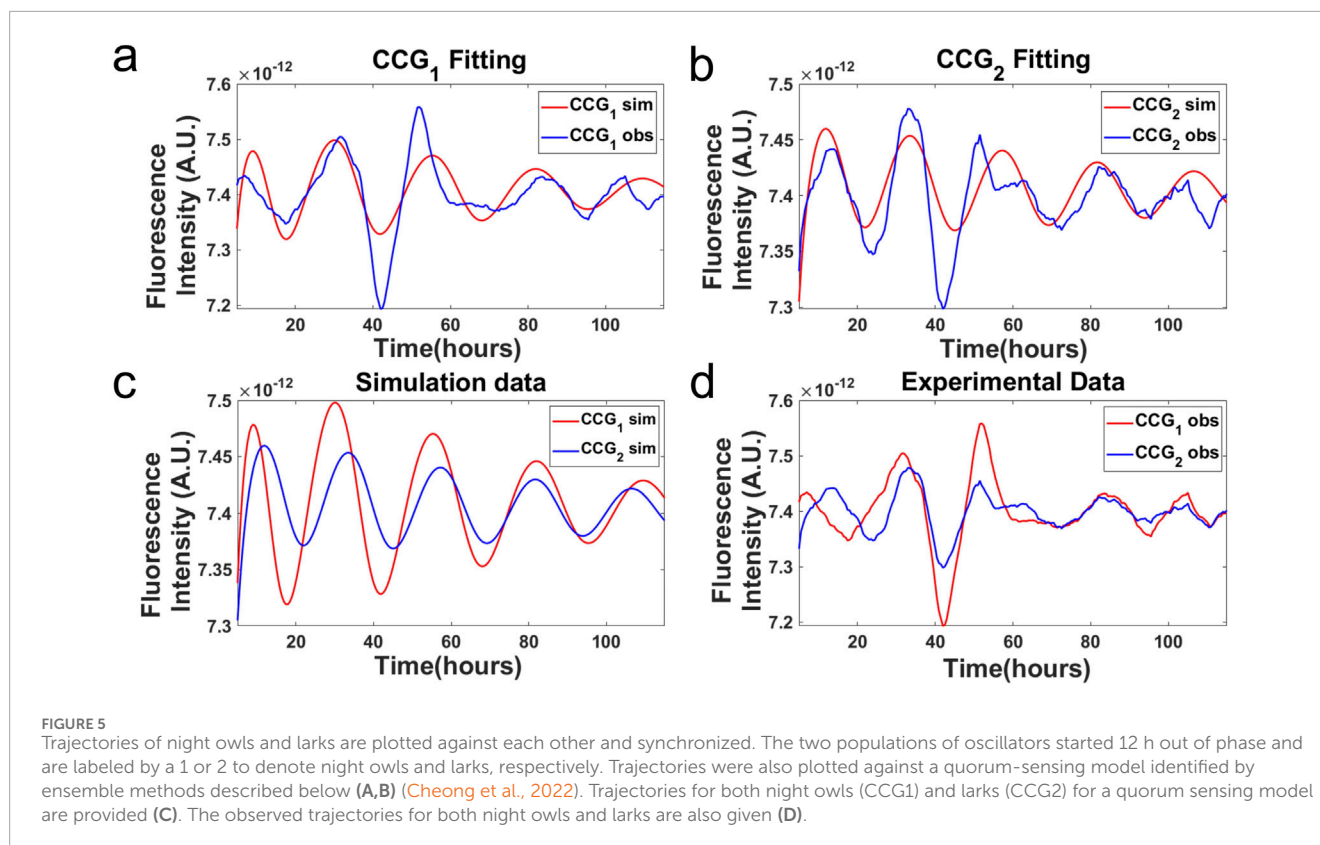 a
CCG1 Fitting
×10-12
7.6
7.5
7.4
7.3
7.2
Fluorescence
Intensity (A.U.)
CCG1 sim
CCG1 obs
20 40 60 80 100
Time(hours)
b
CCG2 Fitting
×10-12
7.5
7.45
7.4
7.35
7.3
Fluorescence
Intensity (A.U.)
CCG2 sim
CCG2 obs
20 40 60 80 100
Time(hours)
c
Simulation data
×10-12
7.5
7.45
7.4
7.35
7.3
Fluorescence
Intensity (A.U.)
CCG1 sim
CCG2 sim
20 40 60 80 100
Time(hours)
d
Experimental Data
×10-12
7.6
7.5
7.4
7.3
7.2
Fluorescence
Intensity (A.U.)
CCG1 obs
CCG2 obs
20 40 60 80 100
Time(hours)
FIGURE 5
Trajectories of night owls and larks are plotted against each other and synchronized. The two populations of oscillators started 12 h out of phase and
are labeled by a 1 or 2 to denote night owls and larks, respectively. Trajectories were also plotted against a quorum-sensing model identified by
ensemble methods described below (A,B) (Cheong et al., 2022). Trajectories for both night owls (CCG1) and larks (CCG2) for a quorum sensing model
are provided (C). The observed trajectories for both night owls and larks are also given (D).